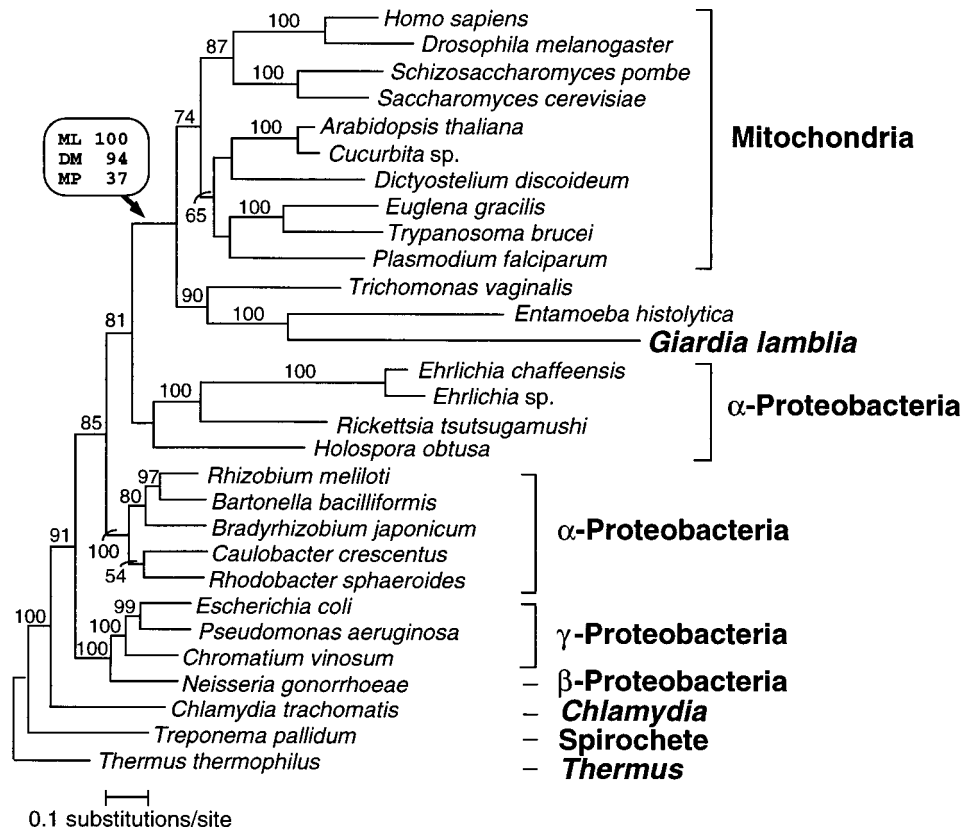 100
Homo sapiens
Drosophila melanogaster
87
100
Schizosaccharomyces pombe
Saccharomyces cerevisiae
74
100
Arabidopsis thaliana
Cucurbita sp.
Mitochondria
ML 100
DM 94
MP 37
Dictyostelium discoideum
65
100
Euglena gracilis
Trypanosoma brucei
Plasmodium falciparum
90
Trichomonas vaginalis
100
Entamoeba histolytica
Giardia lamblia
81
100
Ehrlichia chaffeensis
Ehrlichia sp.
100
Rickettsia tsutsugamushi
Holospora obtusa
α-Proteobacteria
85
97
Rhizobium meliloti
80
Bartonella bacilliformis
Bradyrhizobium japonicum
100
Caulobacter crescentus
54
Rhodobacter sphaeroides
α-Proteobacteria
91
99
Escherichia coli
100
Pseudomonas aeruginosa
100
Chromatium vinosum
γ-Proteobacteria
Neisseria gonorrhoeae – β-Proteobacteria
100
Chlamydia trachomatis – Chlamydia
Treponema pallidum – Spirochete
Thermus thermophilus – Thermus
0.1 substitutions/site